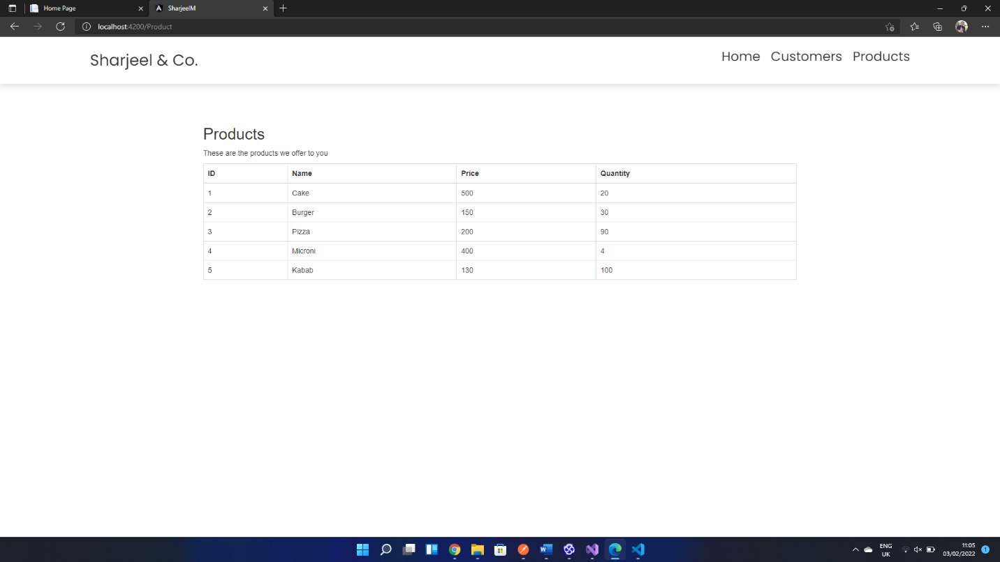 Home Page
SharjeelM
localhost:4200/Product
Sharjeel & Co.
Home Customers Products
Products
These are the products we offer to you
ID Name Price Quantity
1 Cake 500 20
2 Burger 150 30
3 Pizza 200 90
4 Microni 400 4
5 Kabab 130 100
ENG
UK
11:05
03/02/2022
1